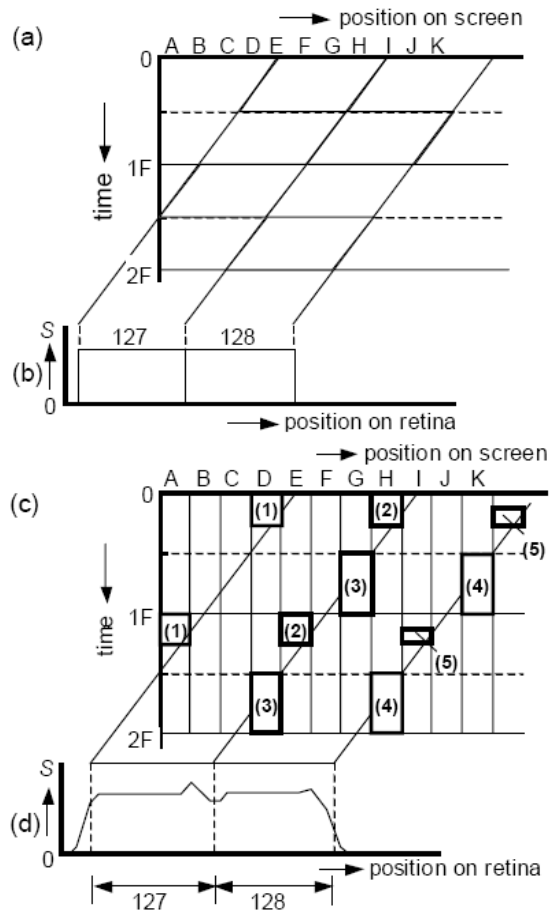 position on screen
(a)
A B C D E F G H I J K
0
time
1F
2F
S
127 128
(b)
0
position on retina
position on screen
A B C D E F G H I J K
(c)
0
(1) (2)
(5)
(3) (4)
1F
(1) (2)
(5)
time
(3) (4)
2F
S
(d)
0
position on retina
127 128